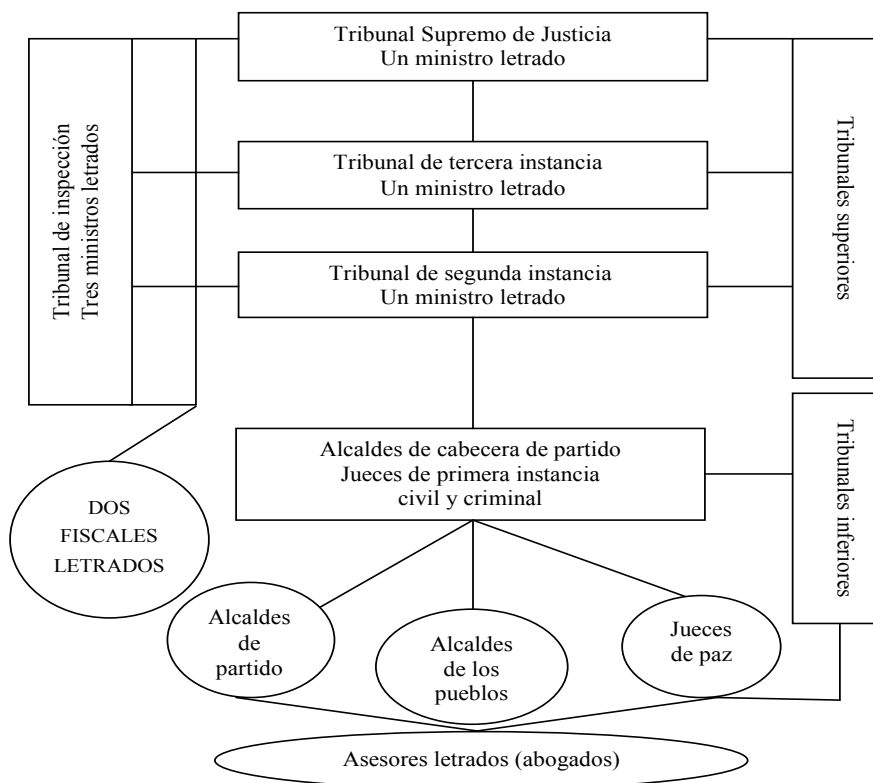 Tribunal Supremo de Justicia
Un ministro letrado
Tribunal de inspección
Tres ministros letrados
Tribunal de tercera instancia
Un ministro letrado
Tribunales superiores
Tribunal de segunda instancia
Un ministro letrado
Alcaldes de cabecera de partido
Jueces de primera instancia
civil y criminal
Tribunales inferiores
DOS
FISCALES
LETRADOS
Alcaldes
de
partido
Alcaldes
de los
pueblos
Jueces
de paz
Asesores letrados (abogados)